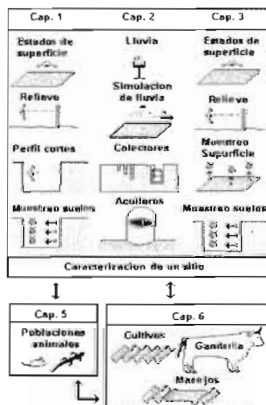 Cap. 1
Estados de
superficie
Relieve
Perfil cortes
Muestreo suelos
Cap. 2
Lluvia
Simulacion
de lluvia
Colectores
Acuiferos
Cap. 3
Estados de
superficie
Relieve
Muestreo
Superficie
Muestreo suelos
Caracterizacion de un sitio
Cap. 5
Poblaciones
animales
Cap. 6
Cultivos
Ganderia
Manejos